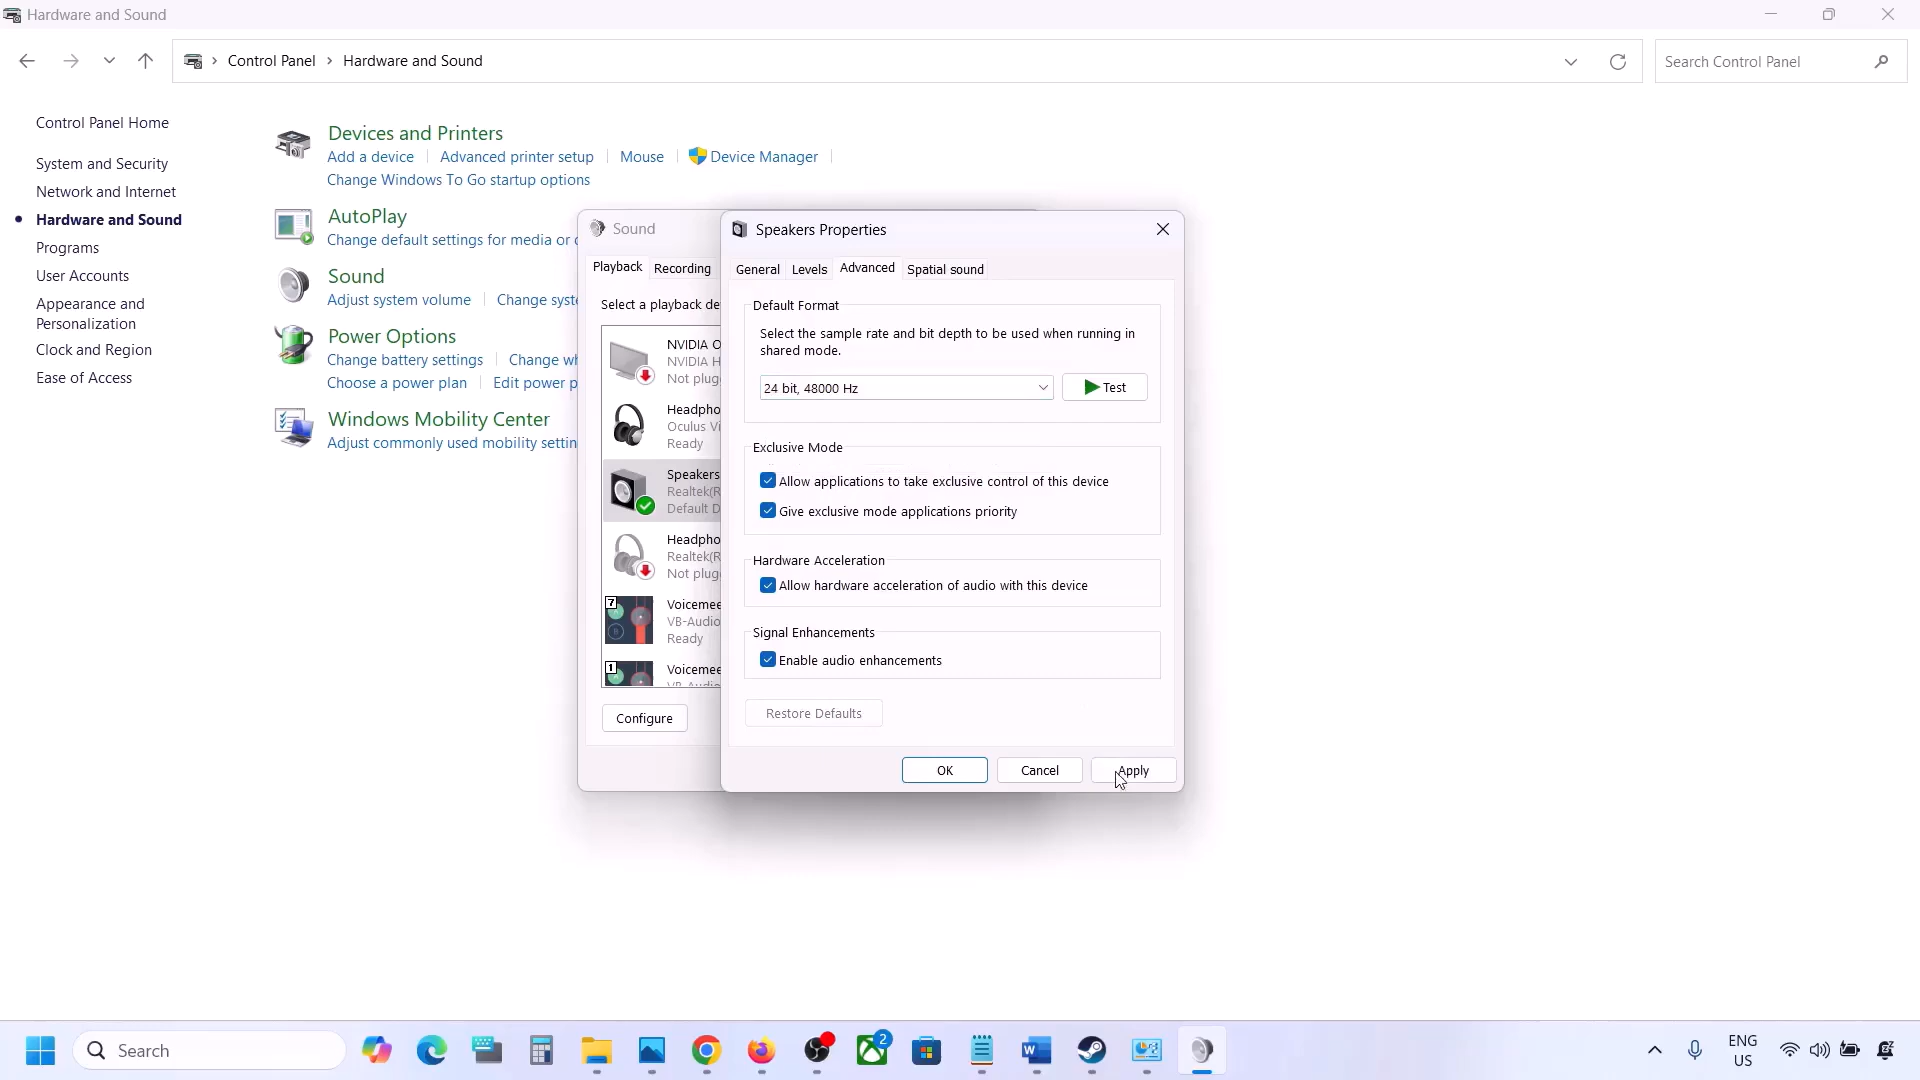 Hardware and Sound
Control Panel > Hardware and Sound
Search Control Panel
Control Panel Home
System and Security
Network and Internet
Hardware and Sound
Programs
User Accounts
Appearance and
Personalization
Clock and Region
Ease of Access
Devices and Printers
Add a device
Advanced printer setup
Mouse
Device Manager
Change Windows To Go startup options
AutoPlay
Change default settings for media or
Sound
Adjust system volume
Change syst
Power Options
Change battery settings
Change wh
Choose a power plan
Edit power p
Windows Mobility Center
Adjust commonly used mobility settin
Sound
Playback
Recording
Select a playback de
NVIDIA O
NVIDIA H
Not plug
Headpho
Oculus Vi
Ready
Speakers
Realtek(R
Default D
Headpho
Realtek(R
Not plug
7
Voicemee
VB-Audio
Ready
1
Voicemee
VB-Audio
Configure
Speakers Properties
General
Levels
Advanced
Spatial sound
Default Format
Select the sample rate and bit depth to be used when running in
shared mode.
24 bit, 48000 Hz
Test
Exclusive Mode
Allow applications to take exclusive control of this device
Give exclusive mode applications priority
Hardware Acceleration
Allow hardware acceleration of audio with this device
Signal Enhancements
Enable audio enhancements
Restore Defaults
OK
Cancel
Apply
Search
2
ENG
US